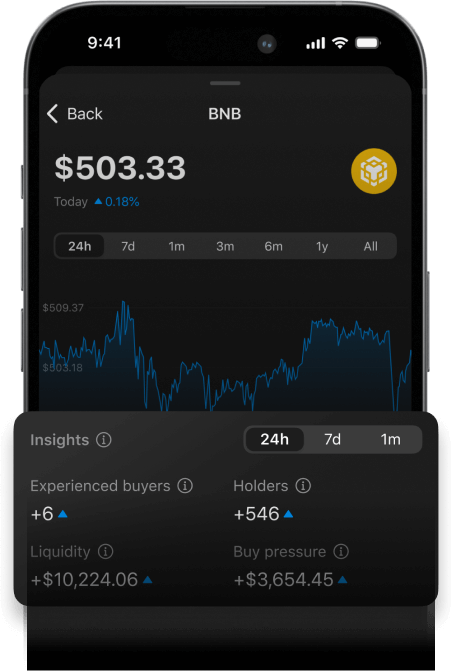 9:41
Back
BNB
$503.33
Today 0.18%
24h 7d 1m 3m 6m 1y All
$509.37
$503.18
Insights 24h 7d 1m
Experienced buyers Holders
+6 +546
Liquidity Buy pressure
+$10,224.06 +$3,654.45